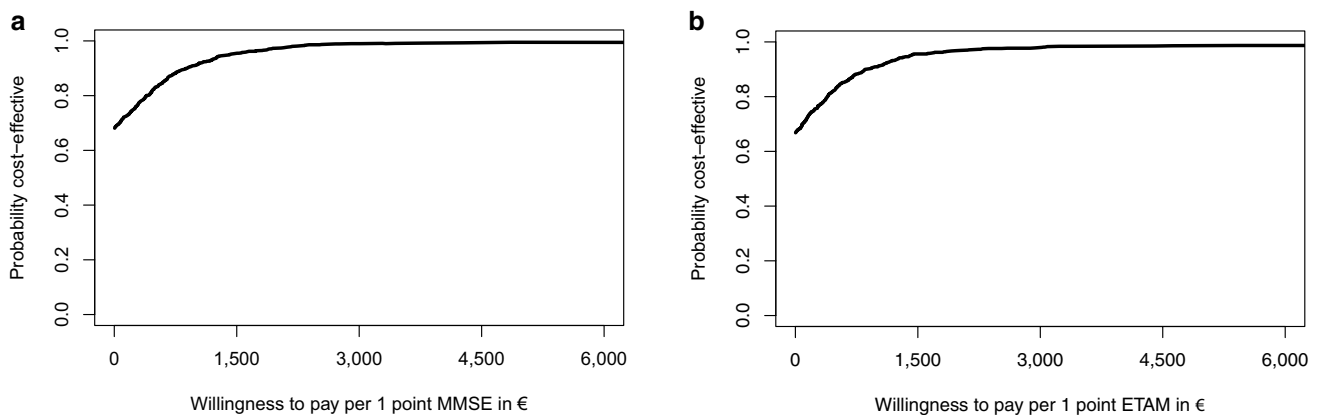 a
Probability cost–effective
1.0
0.8
0.6
0.4
0.2
0.0
0 1,500 3,000 4,500 6,000
Willingness to pay per 1 point MMSE in €
b
Probability cost–effective
1.0
0.8
0.6
0.4
0.2
0.0
0 1,500 3,000 4,500 6,000
Willingness to pay per 1 point ETAM in €